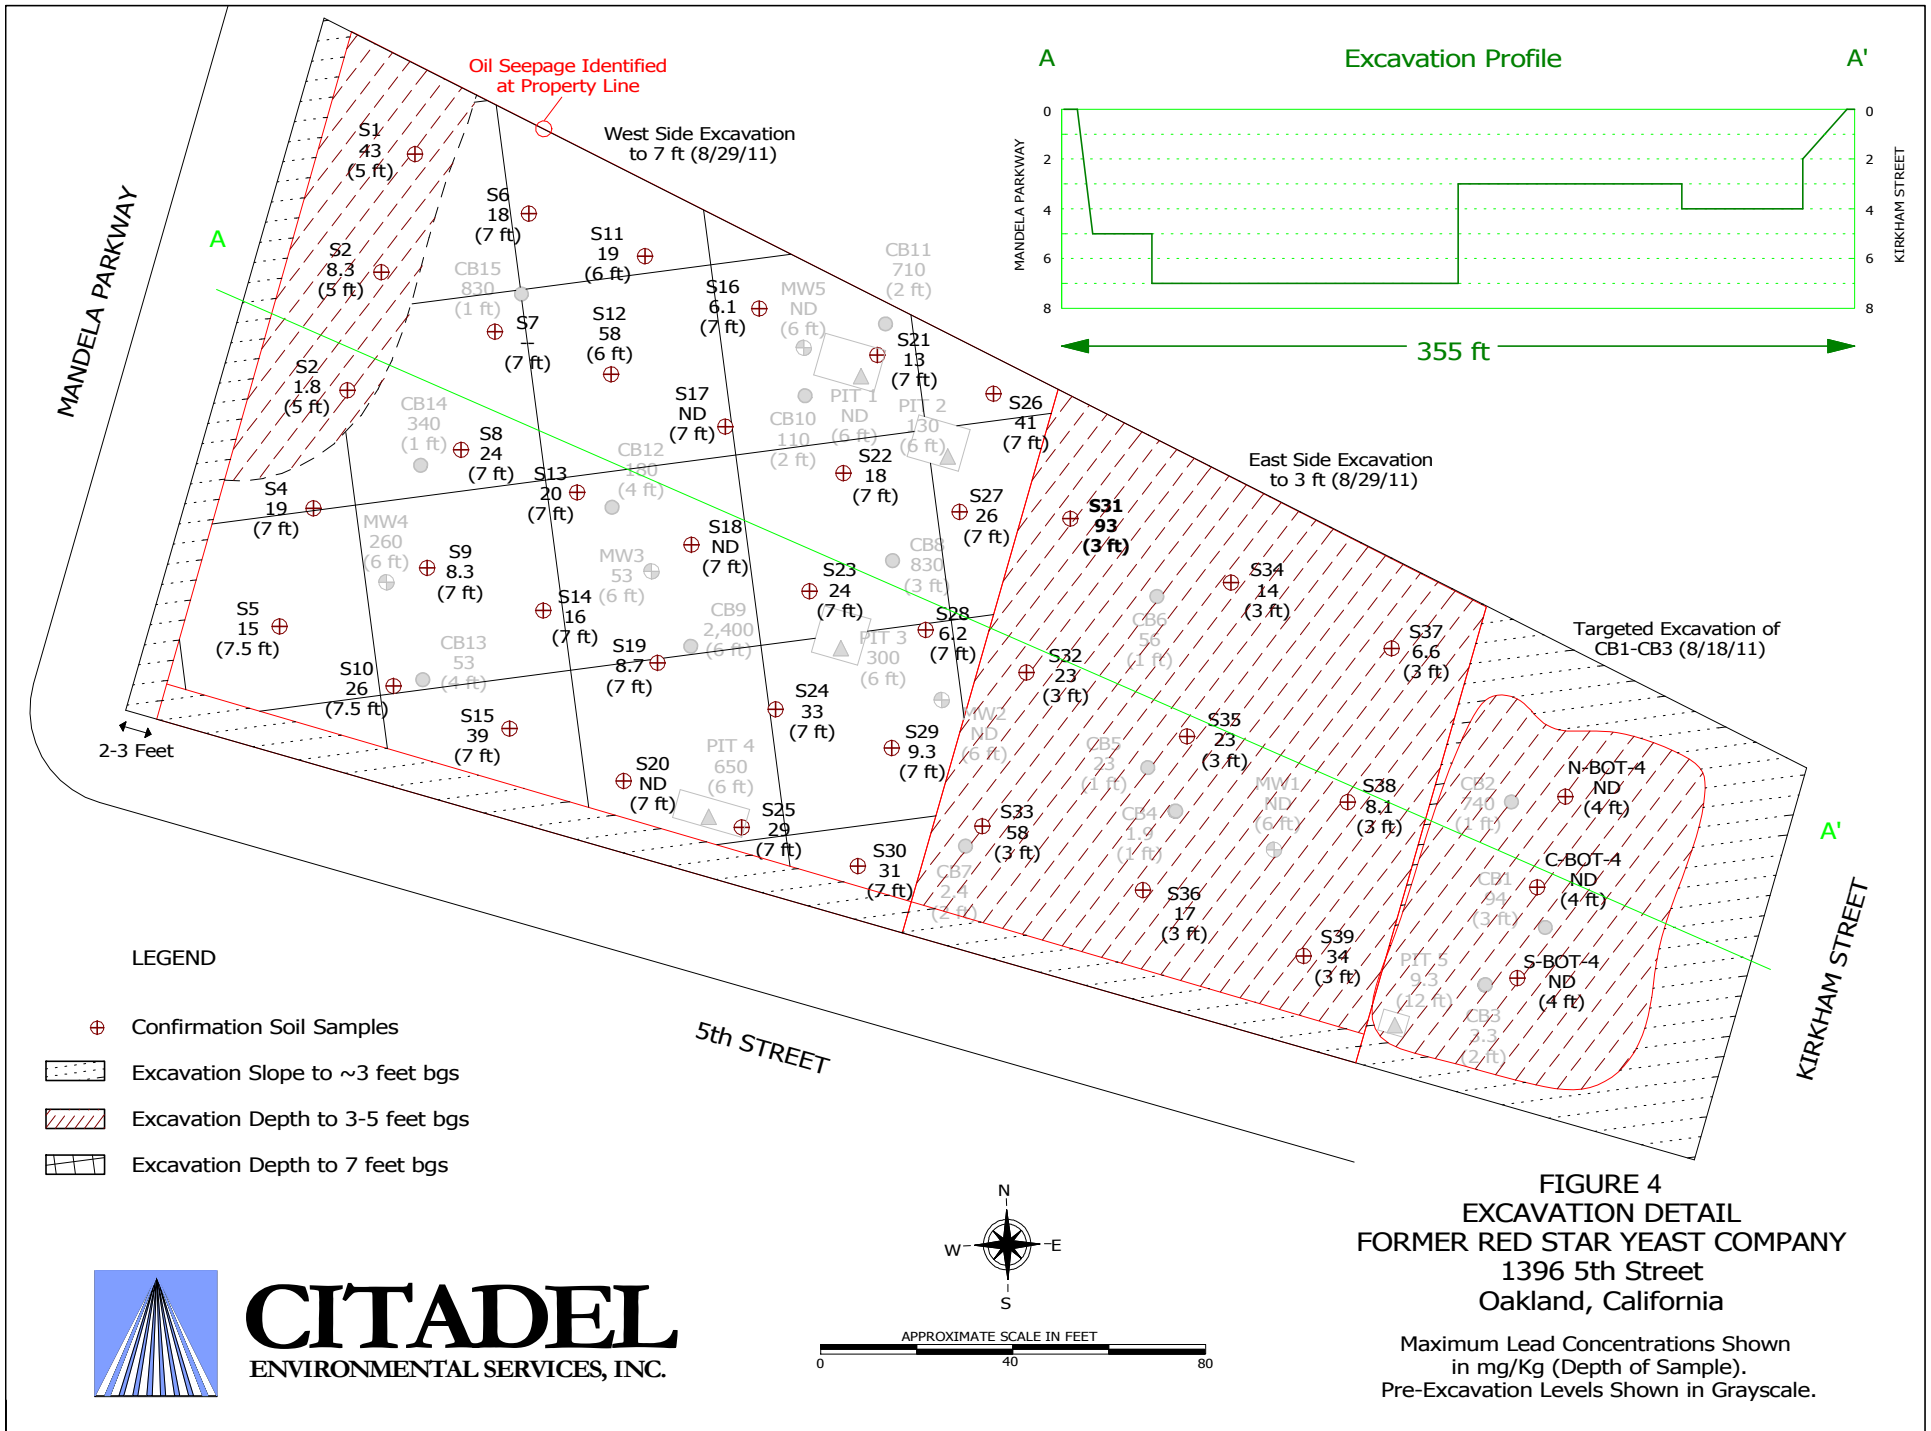 Oil Seepage Identified
at Property Line
West Side Excavation
to 7 ft (8/29/11)
A
Excavation Profile
A'
MANDELA PARKWAY
0
2
4
6
8
0
2
4
6
8
KIRKHAM STREET
355 ft
MANDELA PARKWAY
A
S1
43
(5 ft)
S2
8.3
(5 ft)
S2
1.8
(5 ft)
S4
19
(7 ft)
S5
15
(7.5 ft)
S6
18
(7 ft)
CB15
830
(1 ft)
S7
–
(7 ft)
CB14
340
(1 ft)
S8
24
(7 ft)
MW4
260
(6 ft)
S9
8.3
(7 ft)
S10
26
(7.5 ft)
CB13
53
(4 ft)
S11
19
(6 ft)
S12
58
(6 ft)
S13
20
(7 ft)
CB12
180
(4 ft)
S14
16
(7 ft)
S15
39
(7 ft)
MW3
53
(6 ft)
S16
6.1
(7 ft)
MW5
ND
(6 ft)
S17
ND
(7 ft)
S18
ND
(7 ft)
S19
8.7
(7 ft)
CB9
2,400
(6 ft)
S20
ND
(7 ft)
PIT 4
650
(6 ft)
CB11
710
(2 ft)
S21
13
(7 ft)
CB10
110
(2 ft)
PIT 1
ND
(6 ft)
PIT 2
130
(6 ft)
S22
18
(7 ft)
S23
24
(7 ft)
CB8
830
(3 ft)
PIT 3
300
(6 ft)
S24
33
(7 ft)
S25
29
(7 ft)
S26
41
(7 ft)
S27
26
(7 ft)
S28
6.2
(7 ft)
MW2
ND
(6 ft)
S29
9.3
(7 ft)
S30
31
(7 ft)
East Side Excavation
to 3 ft (8/29/11)
S31
93
(3 ft)
S32
23
(3 ft)
S33
58
(3 ft)
CB7
2.4
(2 ft)
S34
14
(3 ft)
CB6
56
(1 ft)
S35
23
(3 ft)
CB5
23
(1 ft)
CB4
1.9
(1 ft)
S36
17
(3 ft)
MW1
ND
(6 ft)
S37
6.6
(3 ft)
S38
8.1
(3 ft)
S39
34
(3 ft)
Targeted Excavation of
CB1-CB3 (8/18/11)
CB2
740
(1 ft)
N-BOT-4
ND
(4 ft)
C-BOT-4
ND
(4 ft)
CB1
94
(3 ft)
S-BOT-4
ND
(4 ft)
PIT 5
9.3
(12 ft)
CB3
3.3
(2 ft)
A'
KIRKHAM STREET
2-3 Feet
5th STREET
LEGEND
Confirmation Soil Samples
Excavation Slope to ~3 feet bgs
Excavation Depth to 3-5 feet bgs
Excavation Depth to 7 feet bgs
CITADEL
ENVIRONMENTAL SERVICES, INC.
N
W
E
S
APPROXIMATE SCALE IN FEET
0
40
80
FIGURE 4
EXCAVATION DETAIL
FORMER RED STAR YEAST COMPANY
1396 5th Street
Oakland, California
Maximum Lead Concentrations Shown
in mg/Kg (Depth of Sample).
Pre-Excavation Levels Shown in Grayscale.